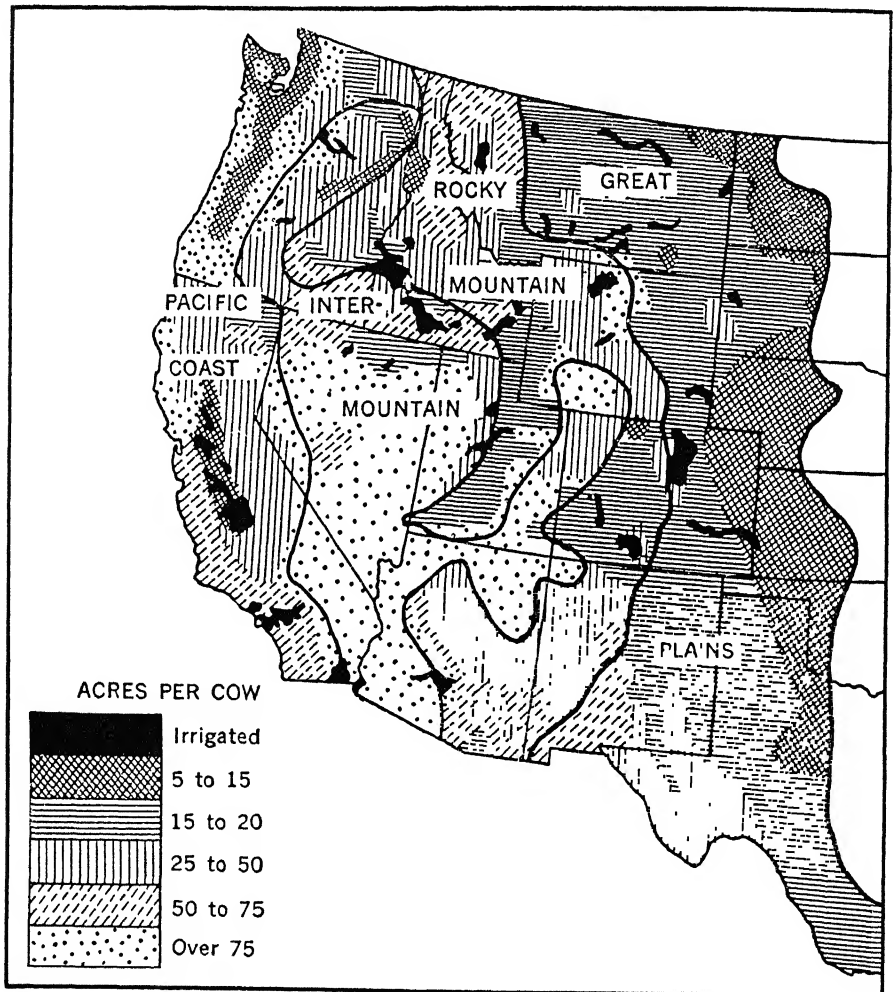 ROCKY
GREAT
MOUNTAIN
PACIFIC
INTER-
COAST
MOUNTAIN
PLAINS
ACRES PER COW
Irrigated
5 to 15
15 to 20
25 to 50
50 to 75
Over 75